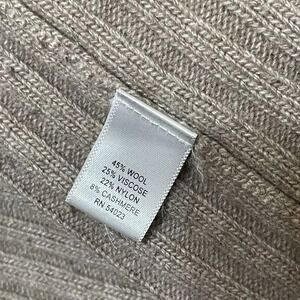 45% WOOL
25% VISCOSE
22% NYLON
8% CASHMERE
RN 54023